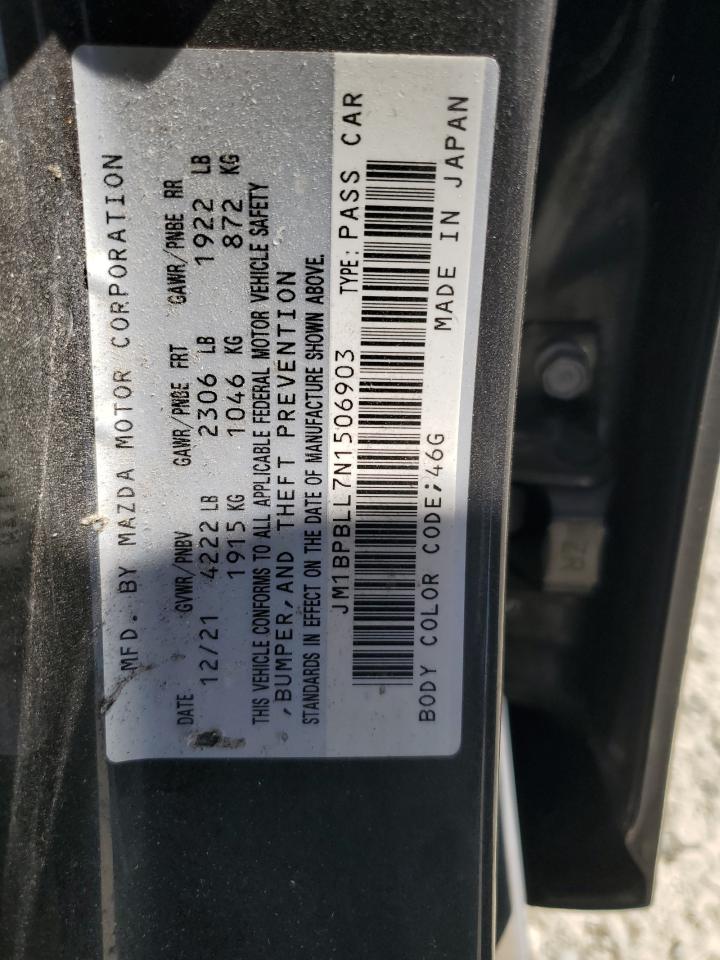 MFD. BY MAZDA MOTOR CORPORATION
DATE GVWR/PNBV GAWR/PNBE FRT GAWR/PNBE RR
12/21 4222 LB 2306 LB 1922 LB
1915 KG 1046 KG 872 KG
THIS VEHICLE CONFORMS TO ALL APPLICABLE FEDERAL MOTOR VEHICLE SAFETY
,BUMPER,AND THEFT PREVENTION
STANDARDS IN EFFECT ON THE DATE OF MANUFACTURE SHOWN ABOVE.
JM1BPBLL7N1506903 TYPE: PASS CAR
BODY COLOR CODE;46G MADE IN JAPAN